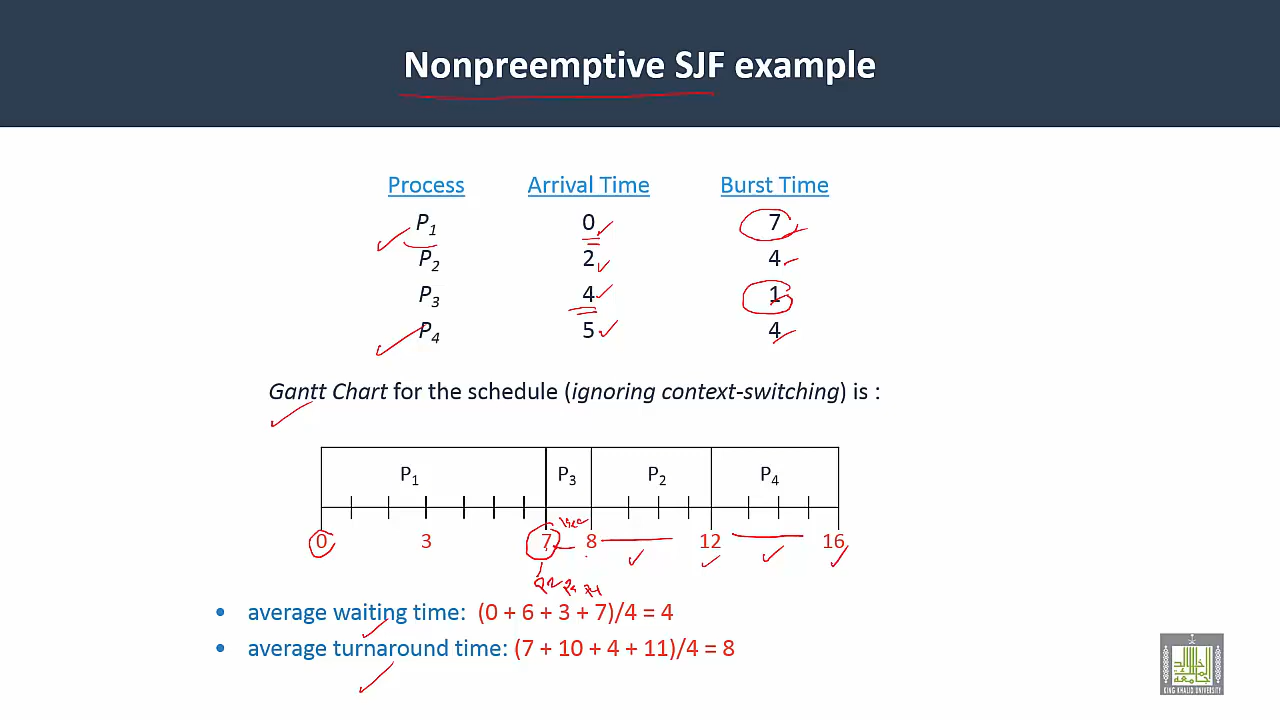 Nonpreemptive SJF example
Process Arrival Time Burst Time
P1 0 7
P2 2 4
P3 4 1
P4 5 4
Gantt Chart for the schedule (ignoring context-switching) is :
P1 P3 P2 P4
0 3 7 8 12 16
• average waiting time: (0 + 6 + 3 + 7)/4 = 4
• average turnaround time: (7 + 10 + 4 + 11)/4 = 8
KING KHALID UNIVERSITY